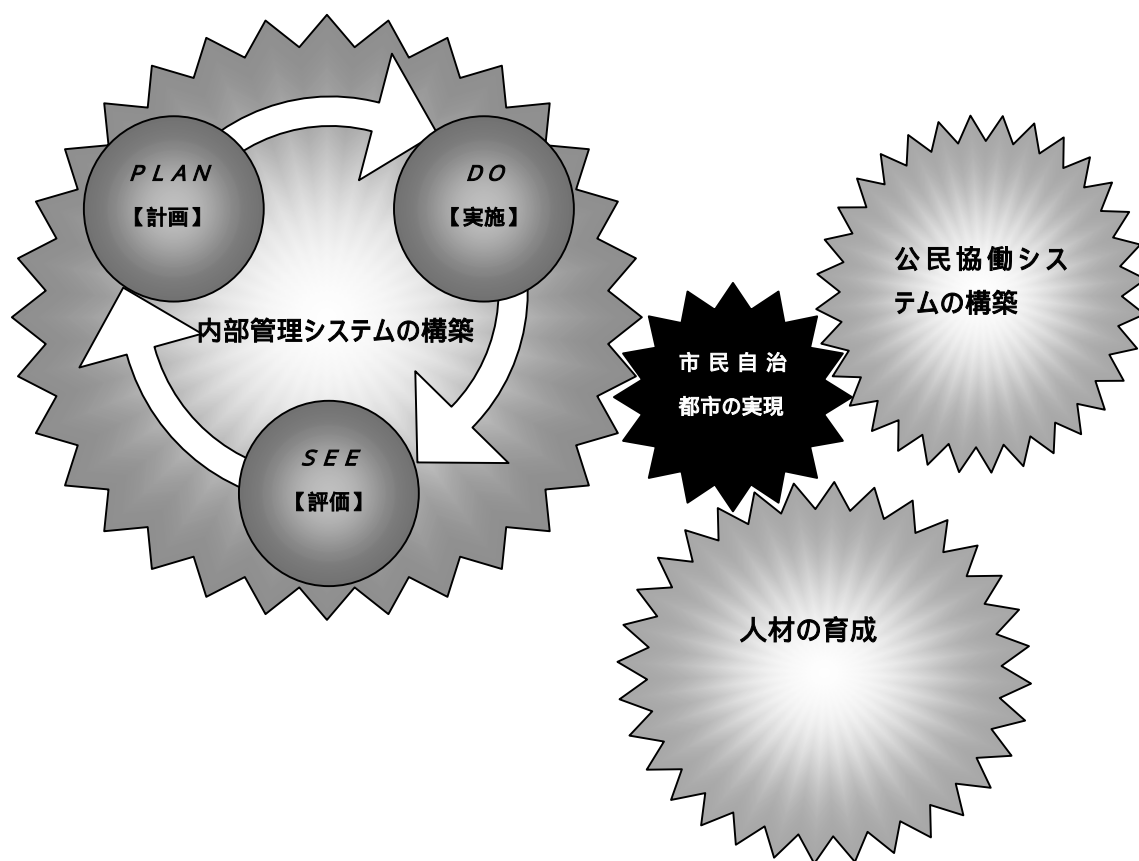 PLAN
【計画】
DO
【実施】
内部管理システムの構築
SEE
【評価】
市民自治
都市の実現
公民協働シス
テムの構築
人材の育成